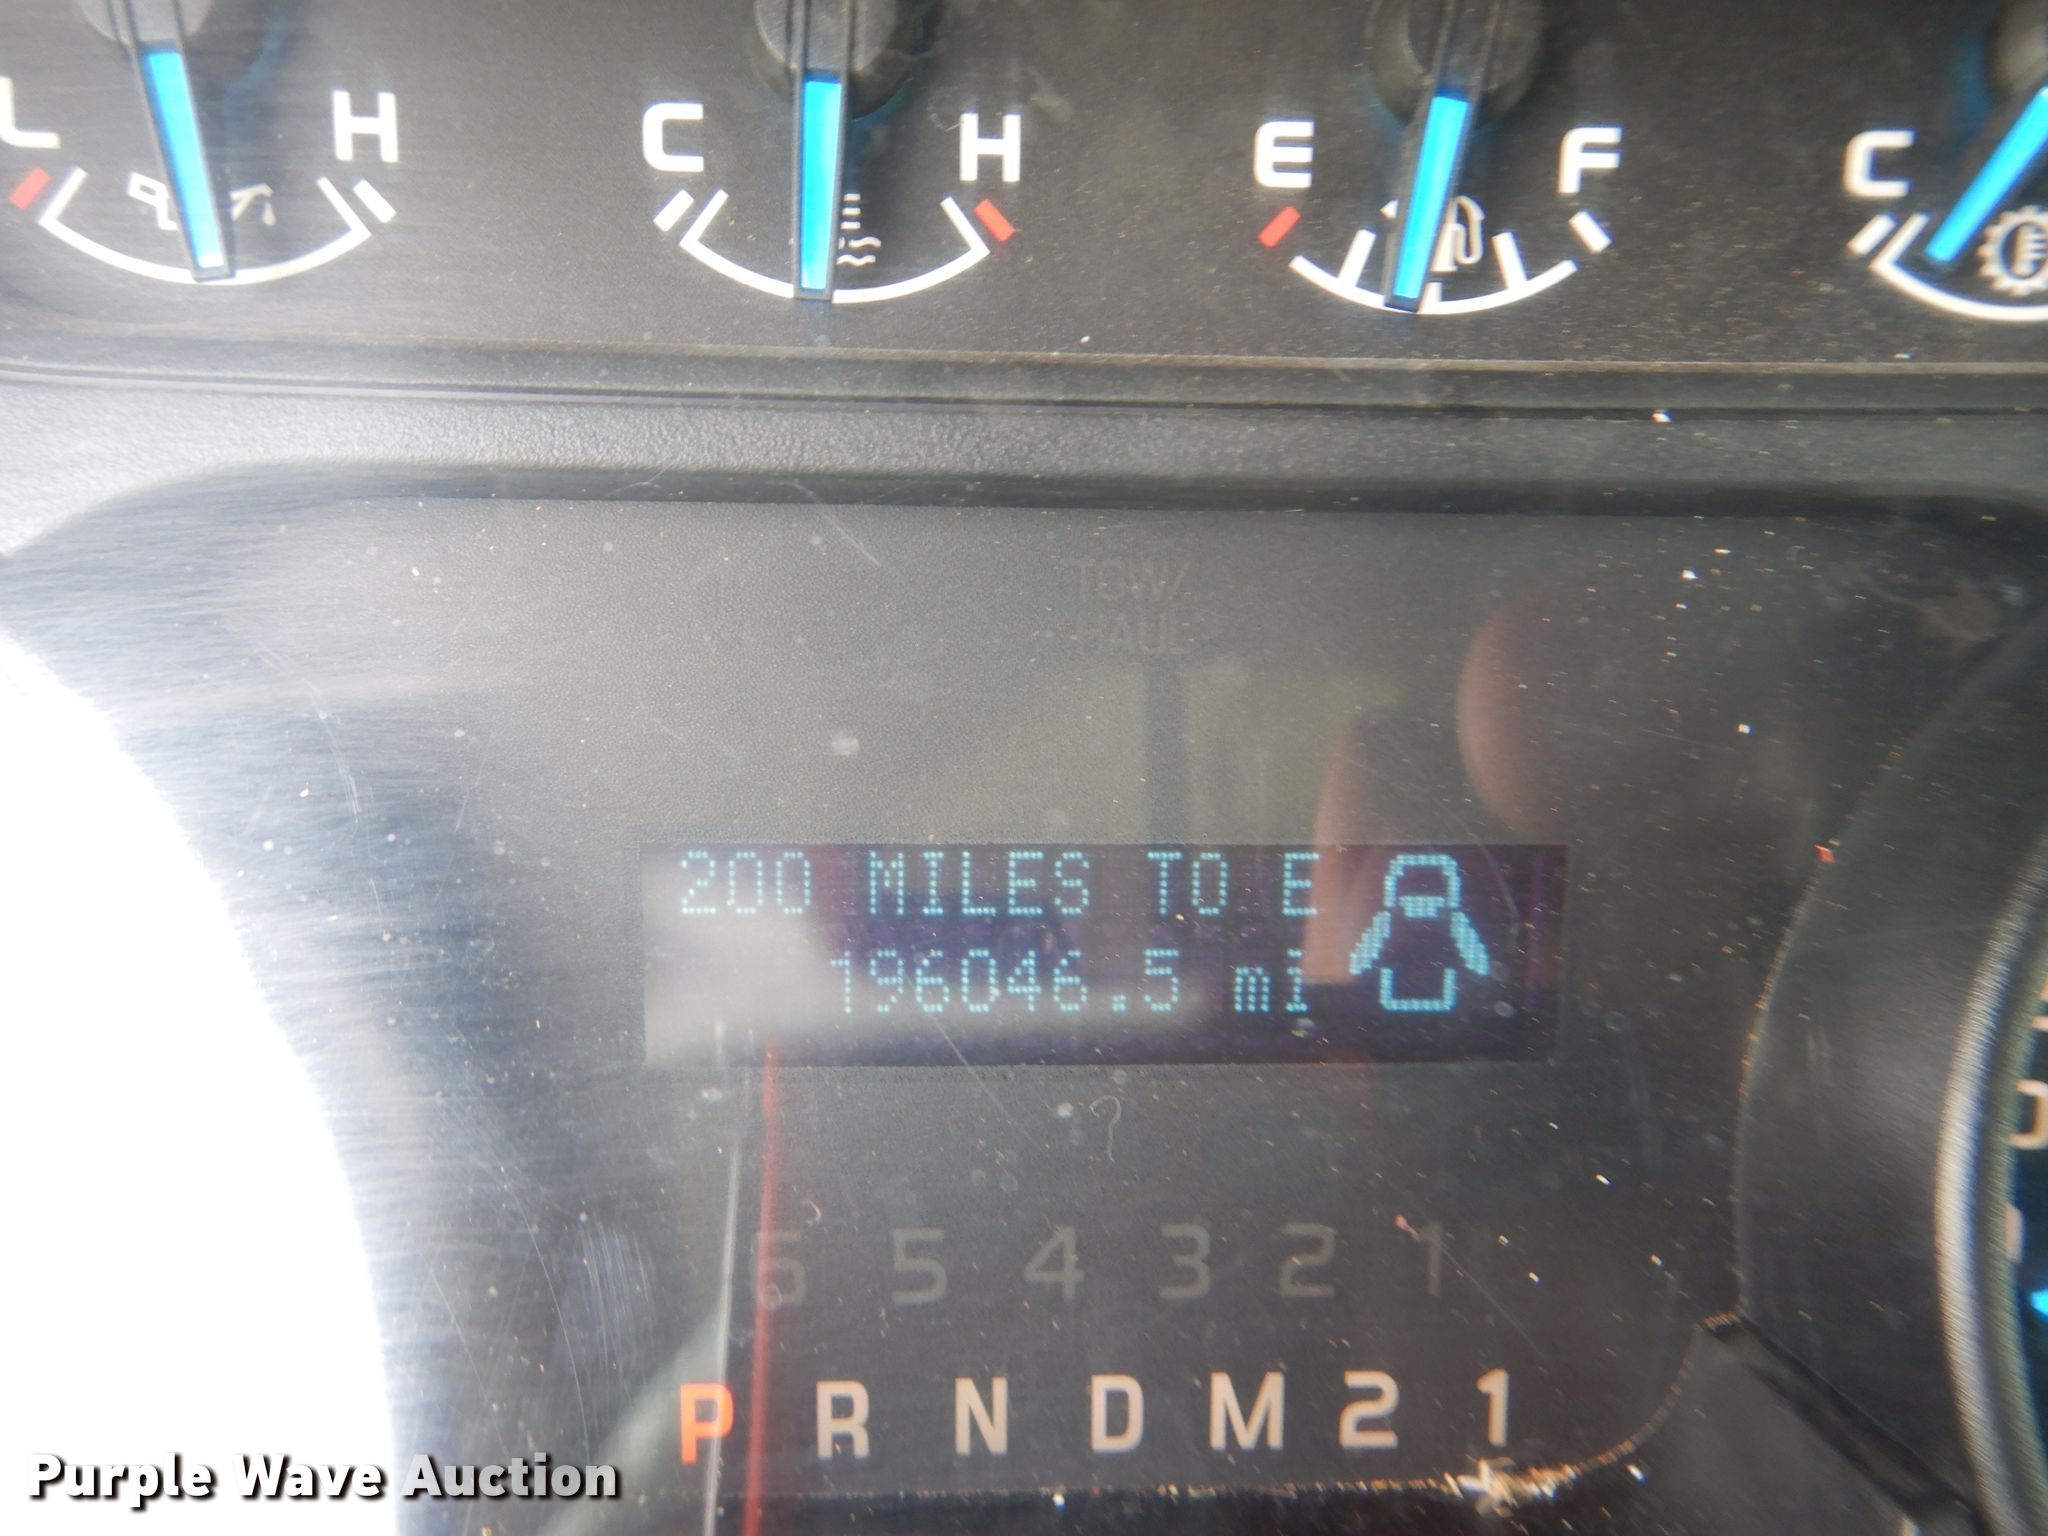 L H C H E F C
TOW/
HAUL
200 MILES TO E
196046.5 mi
6 5 4 3 2 1
P R N D M 2 1
Purple Wave Auction